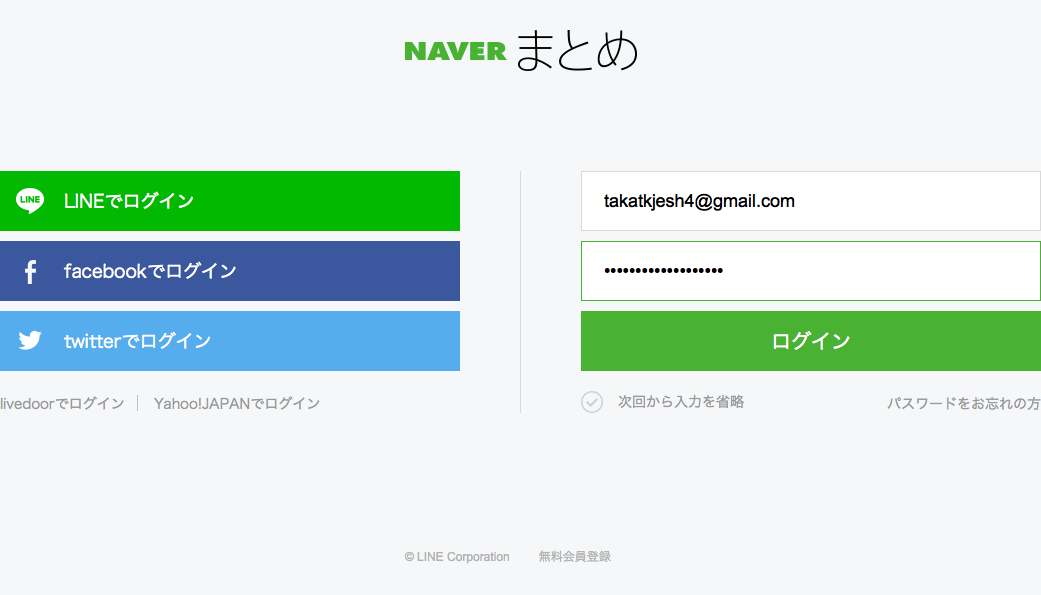 NAVER まとめ
LINE LINEでログイン
facebookでログイン
twitterでログイン
livedoorでログイン
Yahoo!JAPANでログイン
takatkjesh4@gmail.com
•••••••••••••••••••
ログイン
次回から入力を省略
パスワードをお忘れの方
© LINE Corporation
無料会員登録